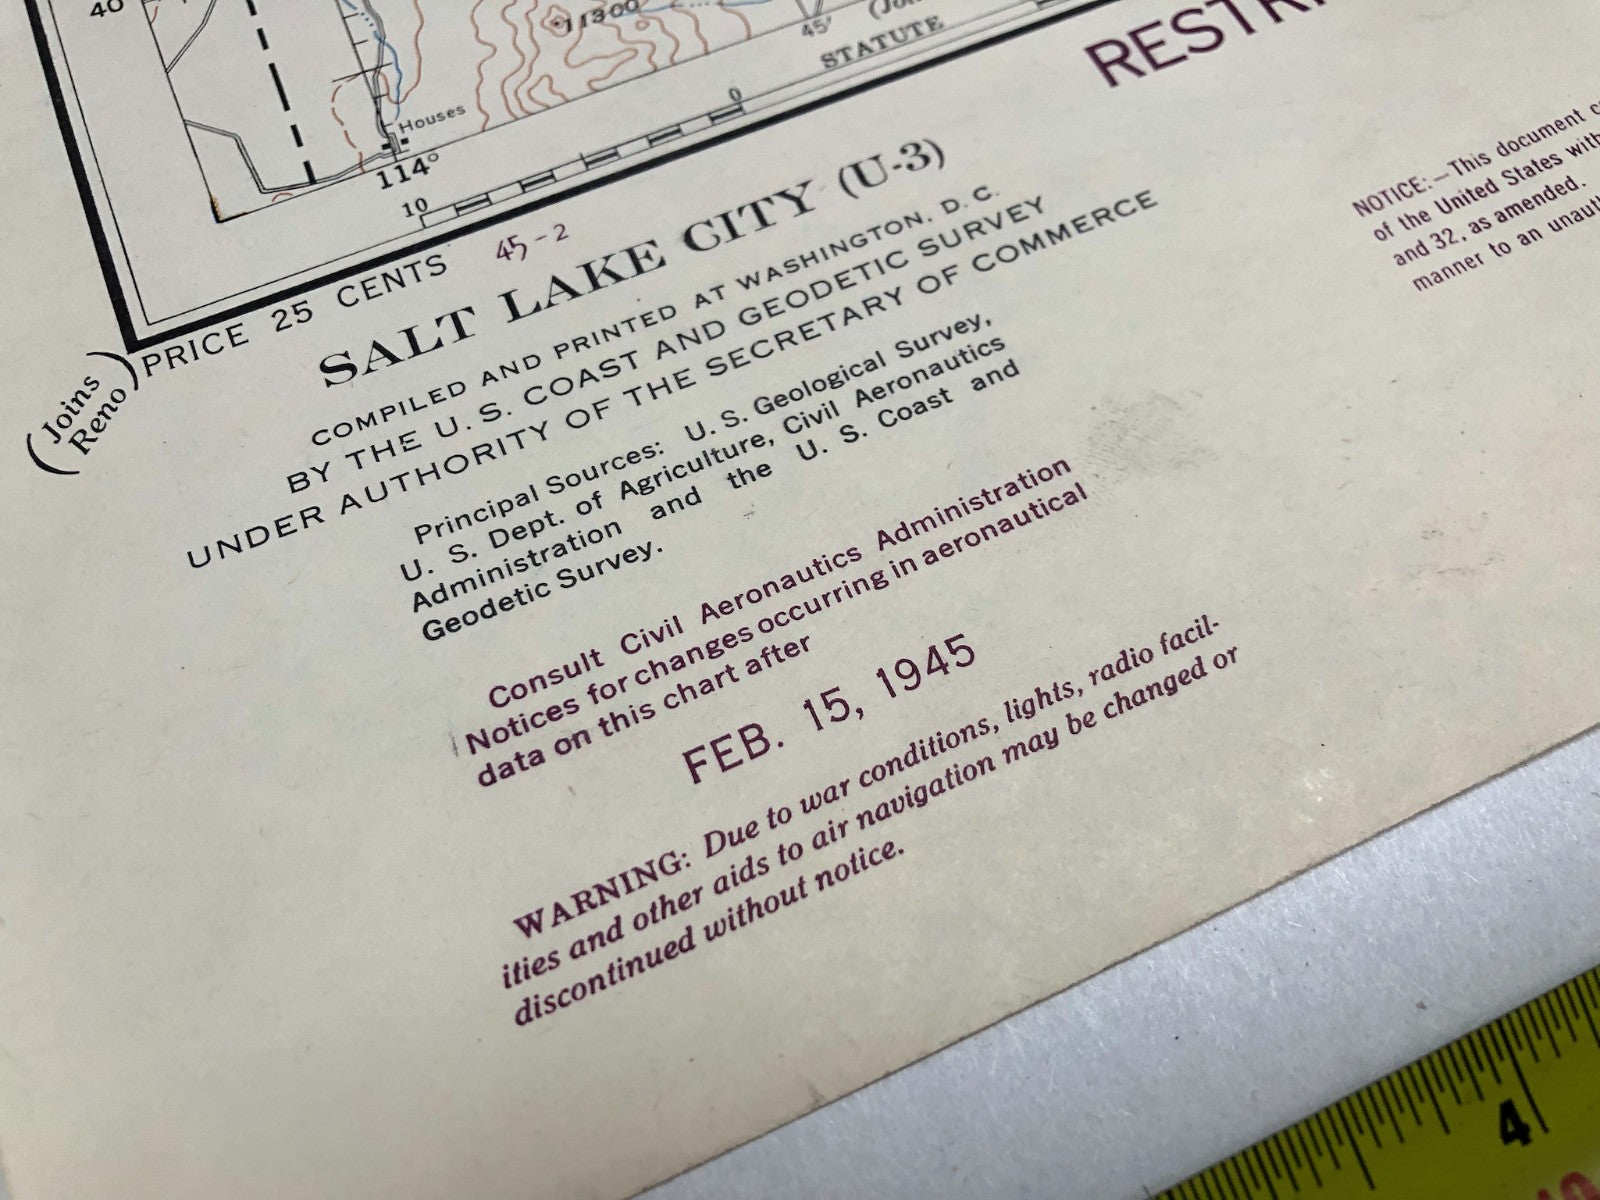 40
11300
45'
STATUTE
Houses
114°
10
0
PRICE 25 CENTS
45-2
(Joins
Reno)
SALT LAKE CITY (U-3)
COMPILED AND PRINTED AT WASHINGTON, D. C.
BY THE U. S. COAST AND GEODETIC SURVEY
UNDER AUTHORITY OF THE SECRETARY OF COMMERCE
Principal Sources: U. S. Geological Survey,
U. S. Dept. of Agriculture, Civil Aeronautics
Administration and the U. S. Coast and
Geodetic Survey.
Consult Civil Aeronautics Administration
Notices for changes occurring in aeronautical
data on this chart after
FEB. 15, 1945
WARNING: Due to war conditions, lights, radio facil-
ities and other aids to air navigation may be changed or
discontinued without notice.
NOTICE:—This document
of the United States
and 32, as amended.
manner to an
4